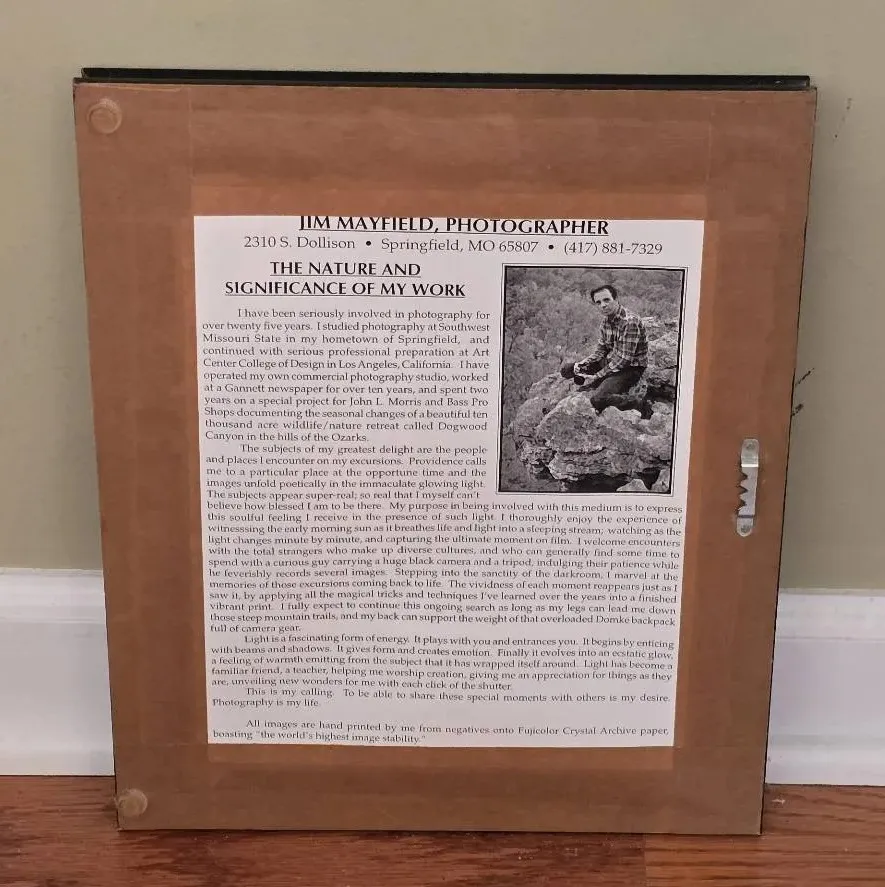 JIM MAYFIELD, PHOTOGRAPHER
2310 S. Dollison • Springfield, MO 65807 • (417) 881-7329
THE NATURE AND
SIGNIFICANCE OF MY WORK
I have been seriously involved in photography for
over twenty five years. I studied photography at Southwest
Missouri State in my hometown of Springfield, and
continued with serious professional preparation at Art
Center College of Design in Los Angeles, California. I have
operated my own commercial photography studio, worked
at a Gannett newspaper for over ten years, and spent two
years on a special project for John L. Morris and Bass Pro
Shops documenting the seasonal changes of a beautiful ten
thousand acre wildlife/nature retreat called Dogwood
Canyon in the hills of the Ozarks.
The subjects of my greatest delight are the people
and places I encounter on my excursions. Providence calls
me to a particular place at the opportune time and the
images unfold poetically in the immaculate glowing light.
The subjects appear super-real; so real that I myself can't
believe how blessed I am to be there. My purpose in being involved with this medium is to express
this soulful feeling I receive in the presence of such light. I thoroughly enjoy the experience of
witnesssing the early morning sun as it breathes life and light into a sleeping stream, watching as the
light changes minute by minute, and capturing the ultimate moment on film. I welcome encounters
with the total strangers who make up diverse cultures, and who can generally find some time to
spend with a curious guy carrying a huge black camera and a tripod, indulging their patience while
he feverishly records several images. Stepping into the sanctity of the darkroom, I marvel at the
memories of those excursions coming back to life. The vividness of each moment reappears just as I
saw it, by applying all the magical tricks and techniques I've learned over the years into a finished
vibrant print. I fully expect to continue this ongoing search as long as my legs can lead me down
those steep mountain trails, and my back can support the weight of that overloaded Domke backpack
full of camera gear.
Light is a fascinating form of energy. It plays with you and entrances you. It begins by enticing
with beams and shadows. It gives form and creates emotion. Finally it evolves into an ecstatic glow,
a feeling of warmth emitting from the subject that it has wrapped itself around. Light has become a
familiar friend, a teacher, helping me worship creation, giving me an appreciation for things as they
are, unveiling new wonders for me with each click of the shutter.
This is my calling. To be able to share these special moments with others is my desire.
Photography is my life.
All images are hand printed by me from negatives onto Fujicolor Crystal Archive paper,
boasting "the world's highest image stability."